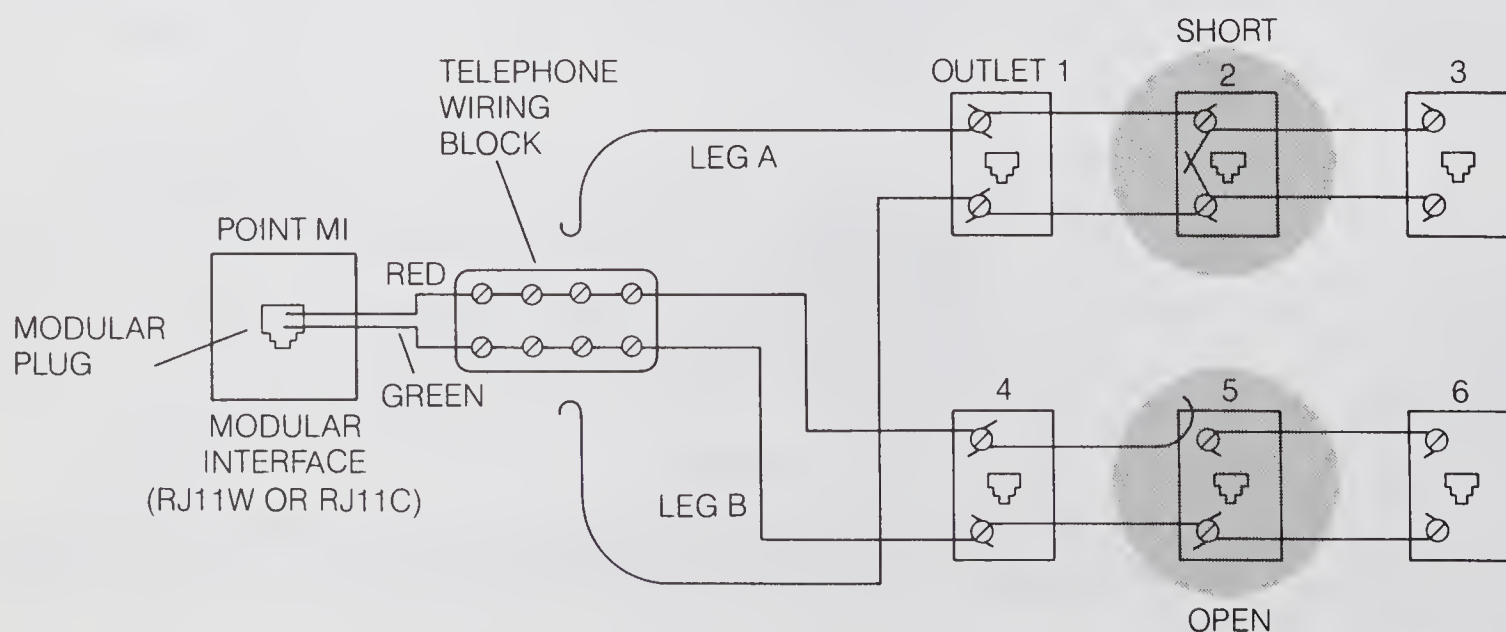 SHORT
TELEPHONE
WIRING
BLOCK
OUTLET 1
2
3
LEG A
POINT MI
RED
MODULAR
PLUG
GREEN
MODULAR
INTERFACE
(RJ11W OR RJ11C)
4
5
6
LEG B
OPEN